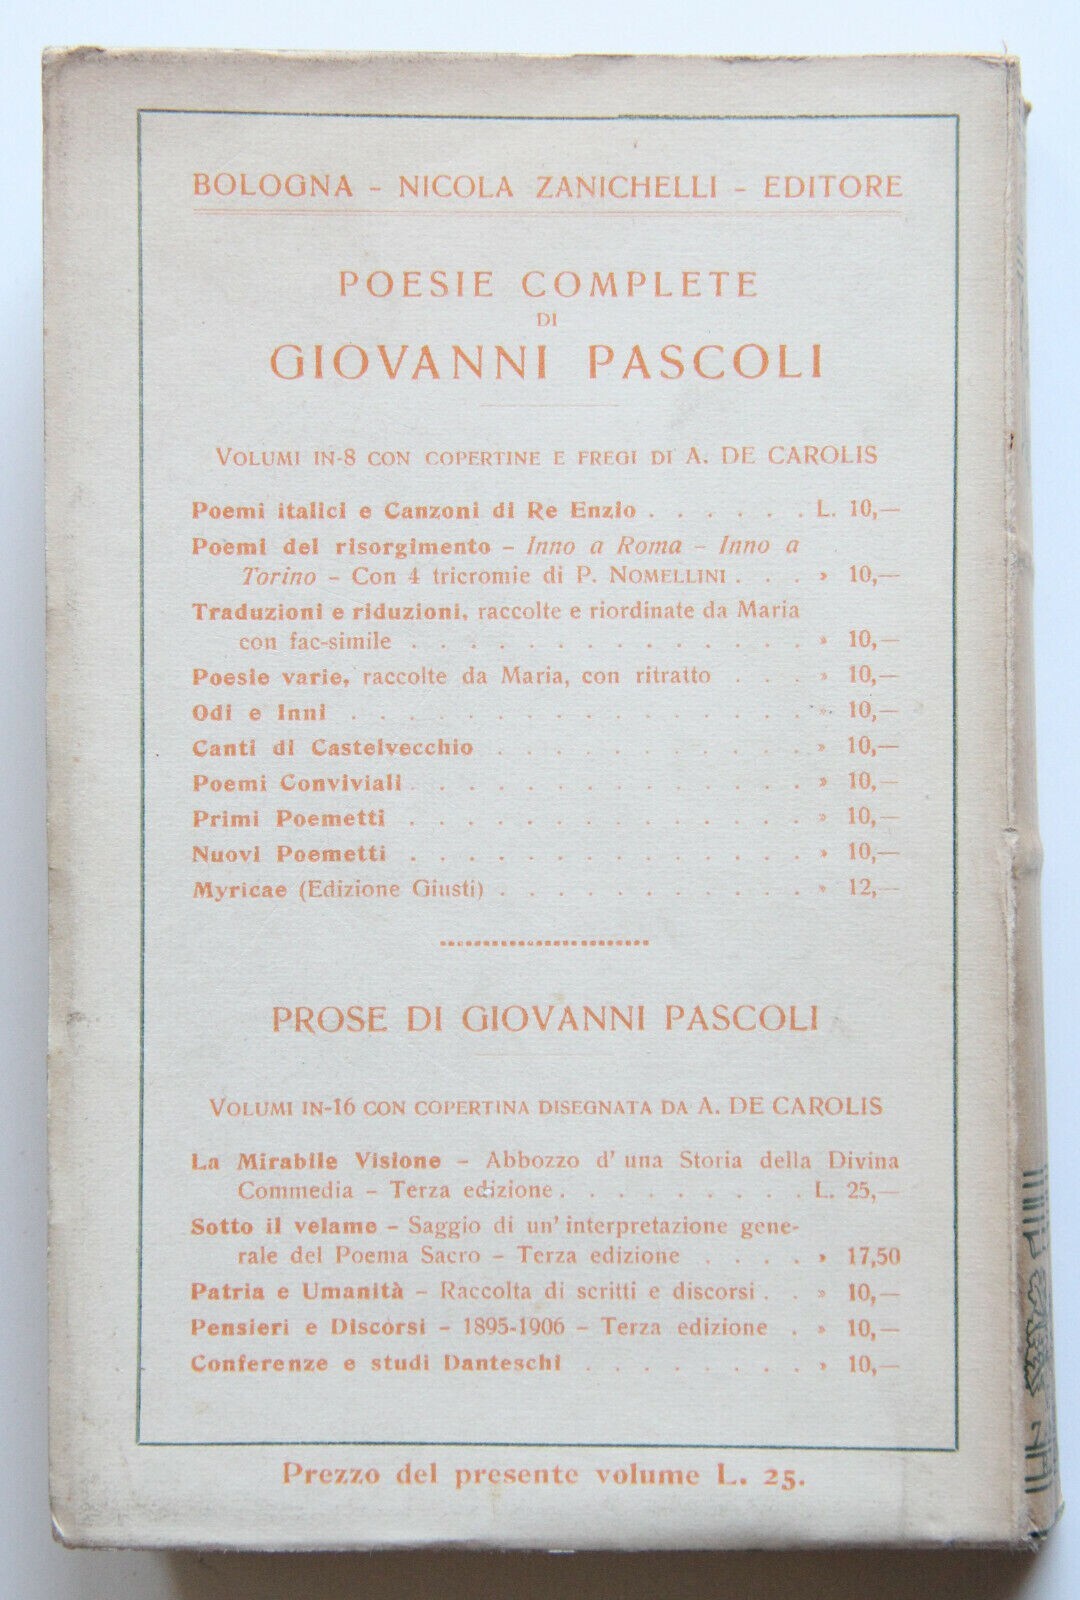 BOLOGNA - NICOLA ZANICHELLI - EDITORE
POESIE COMPLETE
DI
GIOVANNI PASCOLI
VOLUMI IN-8 CON COPERTINE E FREGI DI A. DE CAROLIS
Poemi italici e Canzoni di Re Enzio . . . . . . L. 10,—
Poemi del risorgimento - Inno a Roma - Inno a
Torino - Con 4 tricromie di P. NOMELLINI . . . » 10,—
Traduzioni e riduzioni, raccolte e riordinate da Maria
con fac-simile . . . . . . . . . . . . . . » 10,—
Poesie varie, raccolte da Maria, con ritratto . . . » 10,—
Odi e Inni . . . . . . . . . . . . . . . . » 10,—
Canti di Castelvecchio . . . . . . . . . . . » 10,—
Poemi Conviviali . . . . . . . . . . . . . . » 10,—
Primi Poemetti . . . . . . . . . . . . . . » 10,—
Nuovi Poemetti . . . . . . . . . . . . . . » 10,—
Myricae (Edizione Giusti) . . . . . . . . . . . » 12,—
PROSE DI GIOVANNI PASCOLI
VOLUMI IN-16 CON COPERTINA DISEGNATA DA A. DE CAROLIS
La Mirabile Visione - Abbozzo d' una Storia della Divina
Commedia - Terza edizione . . . . . . . . . L. 25,—
Sotto il velame - Saggio di un' interpretazione gene-
rale del Poema Sacro - Terza edizione . . . . » 17,50
Patria e Umanità - Raccolta di scritti e discorsi . . » 10,—
Pensieri e Discorsi - 1895-1906 - Terza edizione . » 10,—
Conferenze e studi Danteschi . . . . . . . . » 10,—
Prezzo del presente volume L. 25.